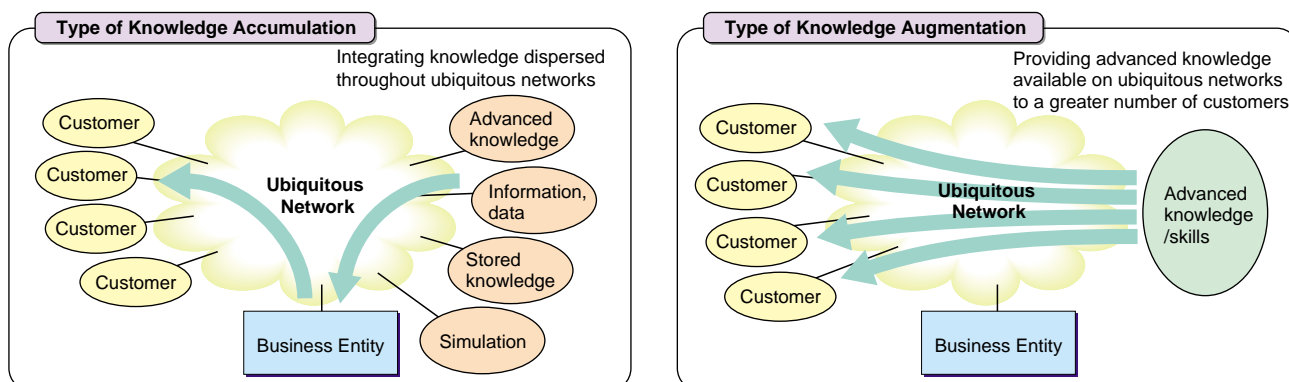 Type of Knowledge Accumulation
Integrating knowledge dispersed
throughout ubiquitous networks
Customer
Customer
Customer
Customer
Ubiquitous
Network
Advanced
knowledge
Information,
data
Stored
knowledge
Simulation
Business Entity
Type of Knowledge Augmentation
Providing advanced knowledge
available on ubiquitous networks
to a greater number of customers
Customer
Customer
Customer
Customer
Ubiquitous
Network
Advanced
knowledge
/skills
Business Entity